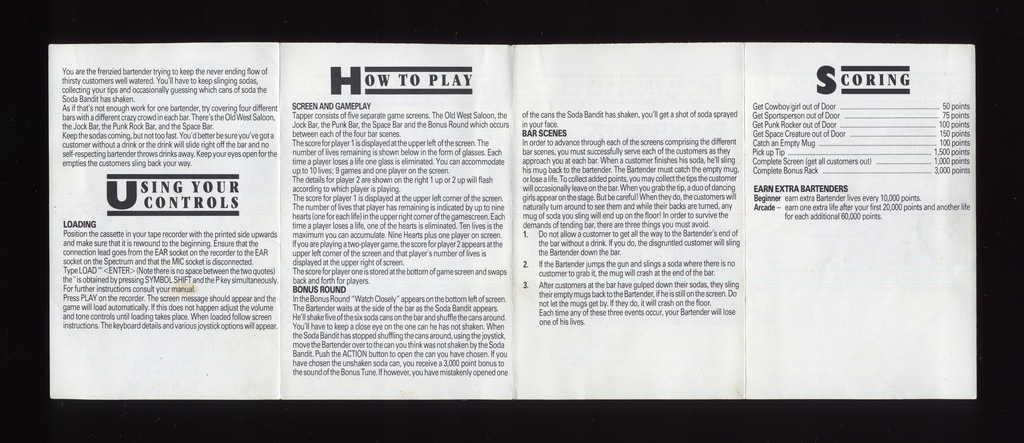 You are the frenzied bartender trying to keep the never ending flow of
thirsty customers well watered. You'll have to keep slinging sodas,
collecting your tips and occasionally guessing which cans of soda the
Soda Bandit has shaken.
As if that's not enough work for one bartender, try covering four different
bars with a different crazy crowd in each bar. There's the Old West Saloon,
the Jock Bar, the Punk Rock Bar, and the Space Bar.
Keep the sodas coming, but not too fast. You'd better be sure you've got a
customer without a drink or the drink will slide right off the bar and no
self-respecting bartender throws drinks away. Keep your eyes open for the
empties the customers sling back your way.
USING YOUR
CONTROLS
LOADING
Position the cassette in your tape recorder with the printed side upwards
and make sure that it is rewound to the beginning. Ensure that the
connection lead goes from the EAR socket on the recorder to the EAR
socket on the Spectrum and that the MIC socket is disconnected.
Type LOAD "" <ENTER> (Note there is no space between the two quotes)
the " is obtained by pressing SYMBOL SHIFT and the P key simultaneously.
For further instructions consult your manual.
Press PLAY on the recorder. The screen message should appear and the
game will load automatically. If this does not happen adjust the volume
and tone controls until loading takes place. When loaded follow screen
instructions. The keyboard details and various joystick options will appear.
HOW TO PLAY
SCREEN AND GAMEPLAY
Tapper consists of five separate game screens. The Old West Saloon, the
Jock Bar, the Punk Bar, the Space Bar and the Bonus Round which occurs
between each of the four bar scenes.
The score for player 1 is displayed at the upper left of the screen. The
number of lives remaining is shown below in the form of glasses. Each
time a player loses a life one glass is eliminated. You can accommodate
up to 10 lives; 9 games and one player on the screen.
The details for player 2 are shown on the right 1 up or 2 up will flash
according to which player is playing.
The score for player 1 is displayed at the upper left corner of the screen.
The number of lives that player has remaining is indicated by up to nine
hearts (one for each life) in the upper right corner of the gamescreen. Each
time a player loses a life, one of the hearts is eliminated. Ten lives is the
maximum you can accumulate. Nine Hearts plus one player on screen.
If you are playing a two-player game, the score for player 2 appears at the
upper left corner of the screen and that player's number of lives is
displayed at the upper right of screen.
The score for player one is stored at the bottom of game screen and swaps
back and forth for players.
BONUS ROUND
In the Bonus Round "Watch Closely" appears on the bottom left of screen.
The Bartender waits at the side of the bar as the Soda Bandit appears.
He'll shake five of the six soda cans on the bar and shuffle the cans around.
You'll have to keep a close eye on the one can he has not shaken. When
the Soda Bandit has stopped shuffling the cans around, using the joystick,
move the Bartender over to the can you think was not shaken by the Soda
Bandit. Push the ACTION button to open the can you have chosen. If you
have chosen the unshaken soda can, you receive a 3,000 point bonus to
the sound of the Bonus Tune. If however, you have mistakenly opened one
of the cans the Soda Bandit has shaken, you'll get a shot of soda sprayed
in your face.
BAR SCENES
In order to advance through each of the screens comprising the different
bar scenes, you must successfully serve each of the customers as they
approach you at each bar. When a customer finishes his soda, he'll sling
his mug back to the bartender. The Bartender must catch the empty mug,
or lose a life. To collect added points, you may collect the tips the customer
will occasionally leave on the bar. When you grab the tip, a duo of dancing
girls appear on the stage. But be careful! When they do, the customers will
naturally turn around to see them and while their backs are turned, any
mug of soda you sling will end up on the floor! In order to survive the
demands of tending bar, there are three things you must avoid.
1. Do not allow a customer to get all the way to the Bartender's end of
the bar without a drink. If you do, the disgruntled customer will sling
the Bartender down the bar.
2. If the Bartender jumps the gun and slings a soda where there is no
customer to grab it, the mug will crash at the end of the bar.
3. After customers at the bar have gulped down their sodas, they sling
their empty mugs back to the Bartender, if he is still on the screen. Do
not let the mugs get by. If they do, it will crash on the floor.
Each time any of these three events occur, your Bartender will lose
one of his lives.
SCORING
Get Cowboy/girl out of Door 50 points
Get Sportsperson out of Door 75 points
Get Punk Rocker out of Door 100 points
Get Space Creature out of Door 150 points
Catch an Empty Mug 100 points
Pick up Tip 1,500 points
Complete Screen (get all customers out) 1,000 points
Complete Bonus Rack 3,000 points
EARN EXTRA BARTENDERS
Beginner earn extra Bartender lives every 10,000 points.
Arcade – earn one extra life after your first 20,000 points and another life
for each additional 60,000 points.